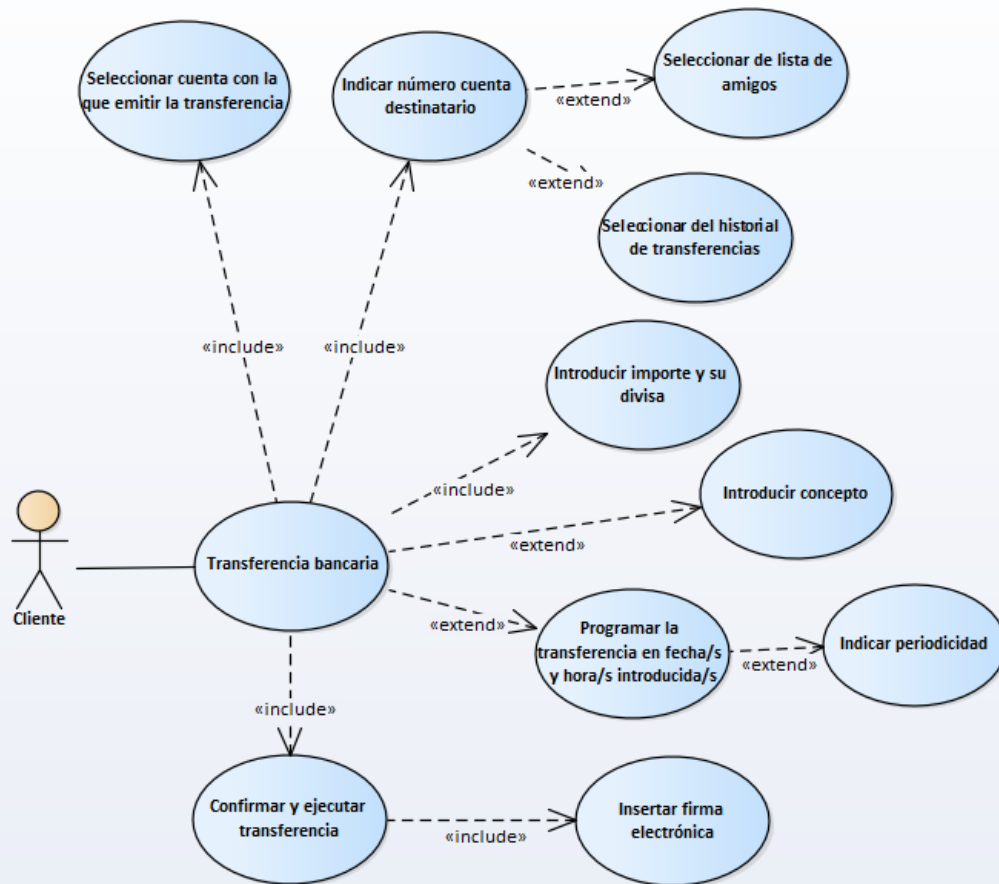 Seleccionar cuenta con la
que emitir la transferencia
Indicar número cuenta
destinatario
Seleccionar de lista de
amigos
«extend»
«extend»
Seleccionar del historial
de transferencias
«include»
«include»
Introducir importe y su
divisa
«include»
Introducir concepto
«extend»
Transferencia bancaria
Cliente
«extend»
Programar la
transferencia en fecha/s
y hora/s introducida/s
«extend»
Indicar periodicidad
«include»
Confirmar y ejecutar
transferencia
«include»
Insertar firma
electrónica